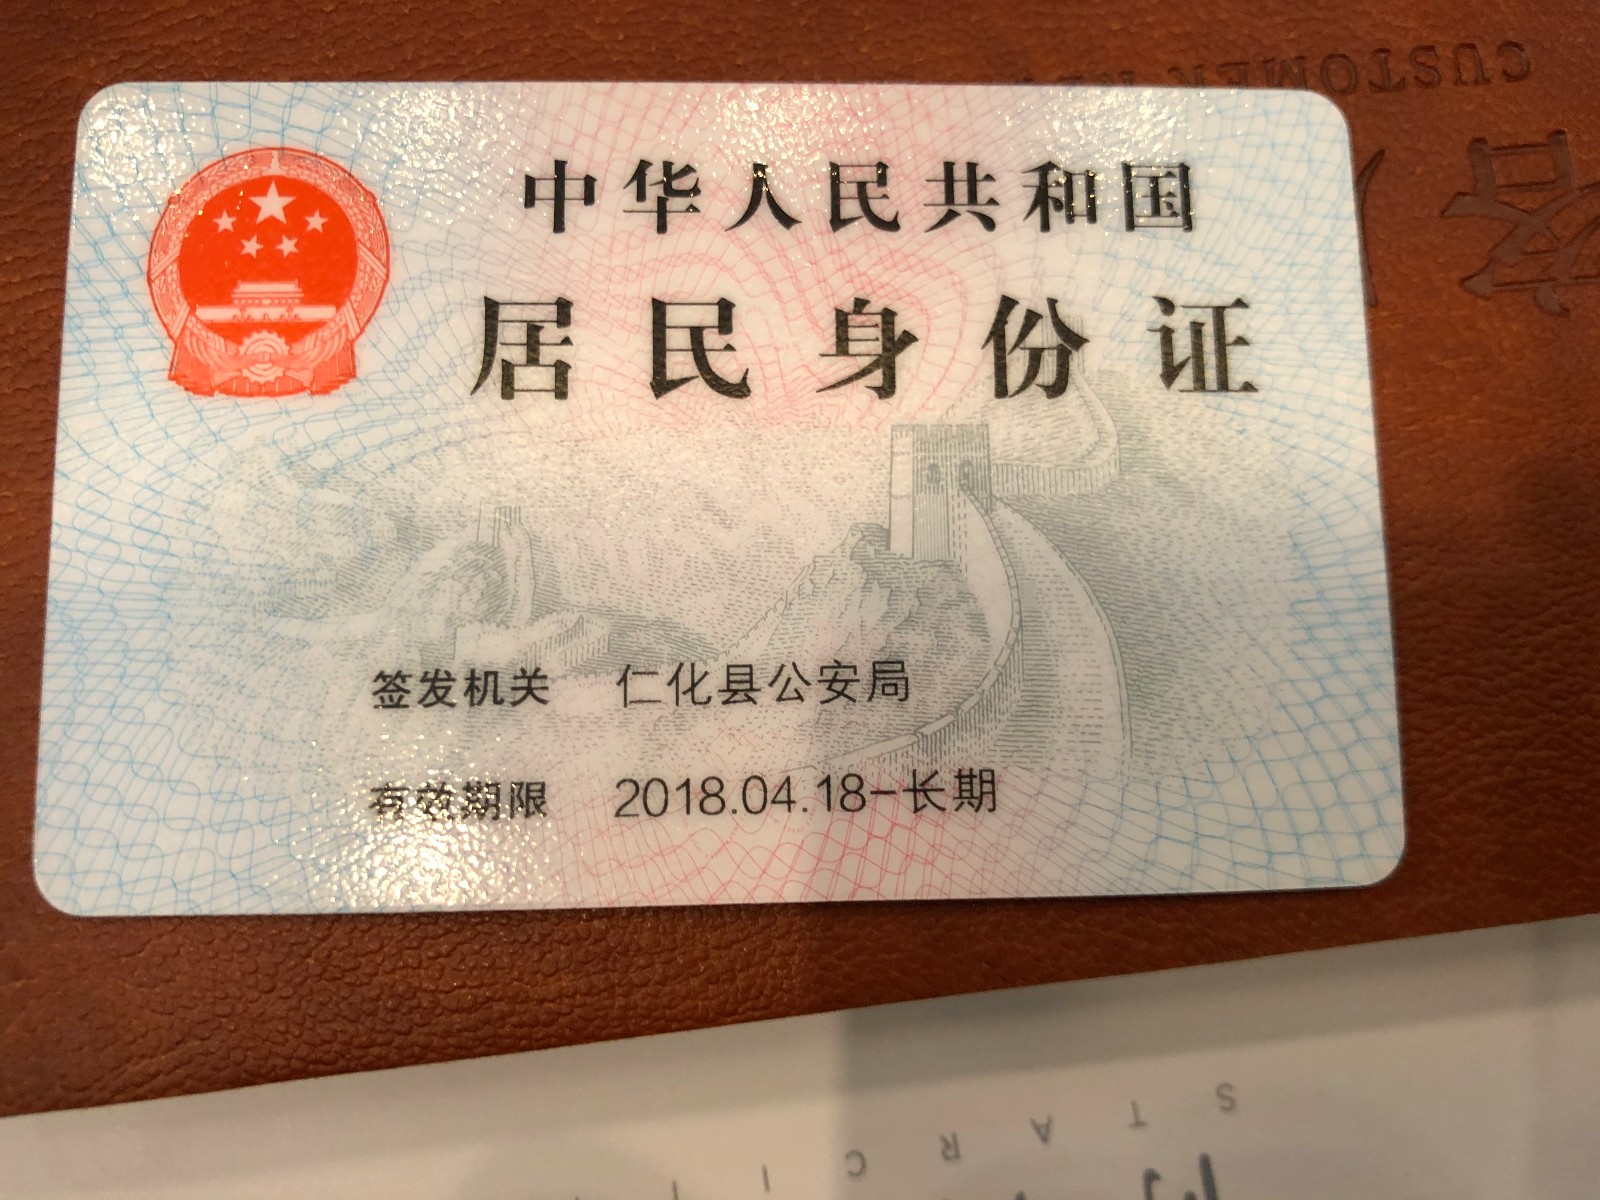 中华人民共和国
居民身份证
签发机关 仁化县公安局
有效期限 2018.04.18-长期
CUSTOMER
客
S T A R C